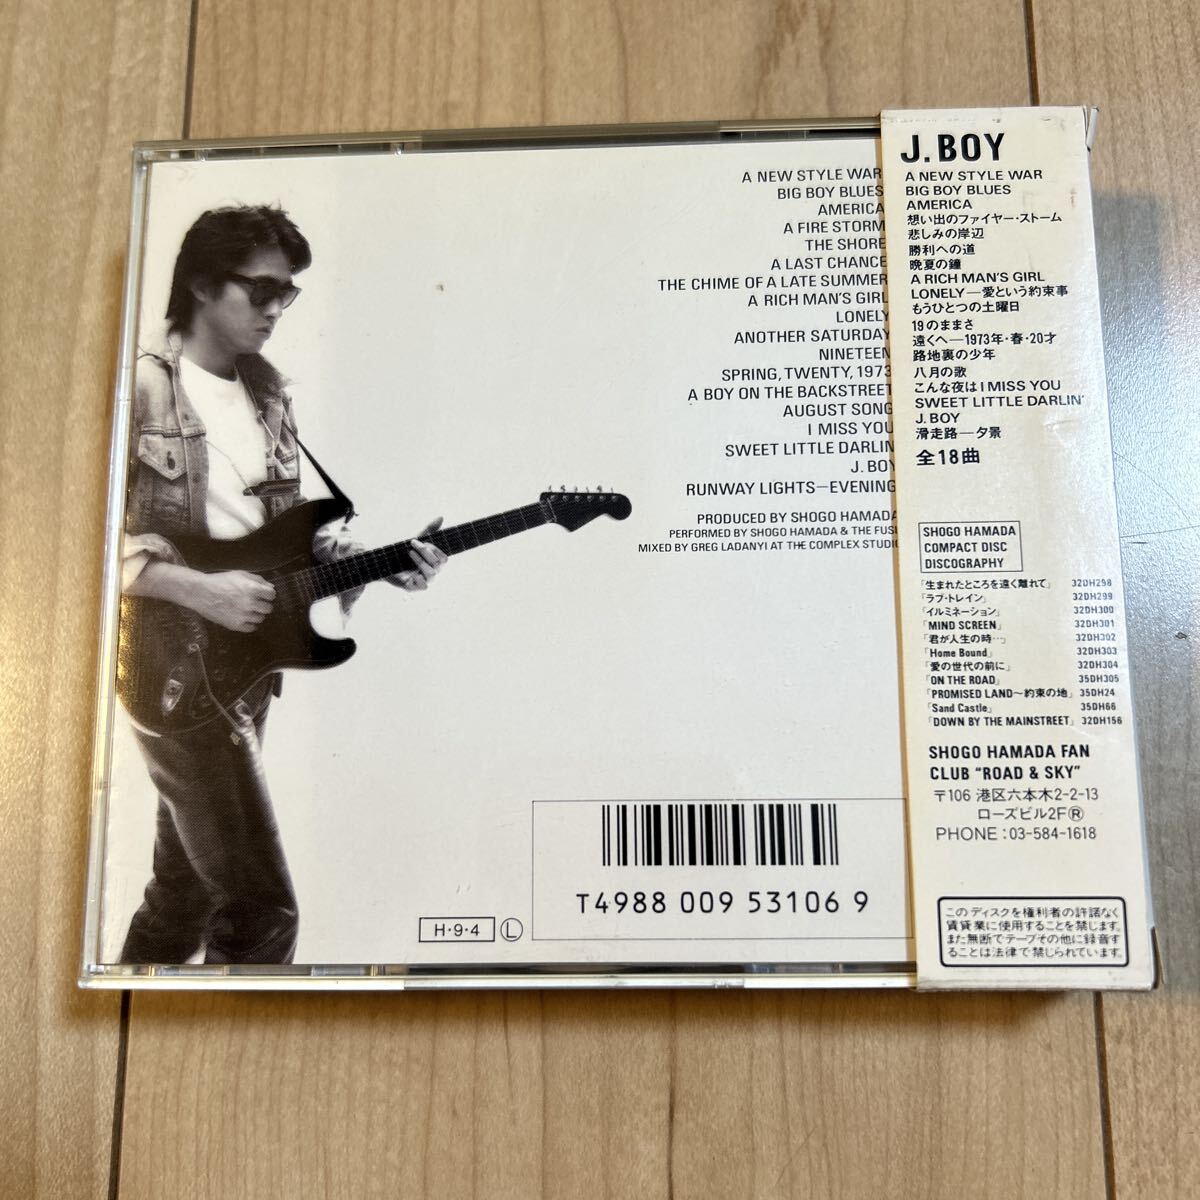 A NEW STYLE WAR
BIG BOY BLUES
AMERICA
A FIRE STORM
THE SHORE
A LAST CHANCE
THE CHIME OF A LATE SUMMER
A RICH MAN'S GIRL
LONELY
ANOTHER SATURDAY
NINETEEN
SPRING, TWENTY, 1973
A BOY ON THE BACKSTREET
AUGUST SONG
I MISS YOU
SWEET LITTLE DARLIN
J. BOY
RUNWAY LIGHTS—EVENING
PRODUCED BY SHOGO HAMADA
PERFORMED BY SHOGO HAMADA & THE FUSE
MIXED BY GREG LADANYI AT THE COMPLEX STUDIO
H・9・4 L
T4988 009 53106 9
J. BOY
A NEW STYLE WAR
BIG BOY BLUES
AMERICA
想い出のファイヤー・ストーム
悲しみの岸辺
勝利への道
晩夏の鐘
A RICH MAN'S GIRL
LONELY—愛という約束事
もうひとつの土曜日
19のままさ
遠くへ—1973年・春・20才
路地裏の少年
八月の歌
こんな夜は I MISS YOU
SWEET LITTLE DARLIN'
J. BOY
滑走路—夕景
全18曲
SHOGO HAMADA
COMPACT DISC
DISCOGRAPHY
「生まれたところを遠く離れて」 32DH298
「ラブ・トレイン」 32DH299
「イルミネーション」 32DH300
「MIND SCREEN」 32DH301
「君が人生の時…」 32DH302
「Home Bound」 32DH303
「愛の世代の前に」 32DH304
「ON THE ROAD」 35DH305
「PROMISED LAND〜約束の地」 35DH24
「Sand Castle」 35DH66
「DOWN BY THE MAINSTREET」 32DH156
SHOGO HAMADA FAN
CLUB "ROAD & SKY"
〒106 港区六本木2-2-13
ローズビル2FⓇ
PHONE:03-584-1618
このディスクを権利者の許諾なく
賃貸業に使用することを禁じます。
また無断でテープその他に録音す
ることは法律で禁じられています。